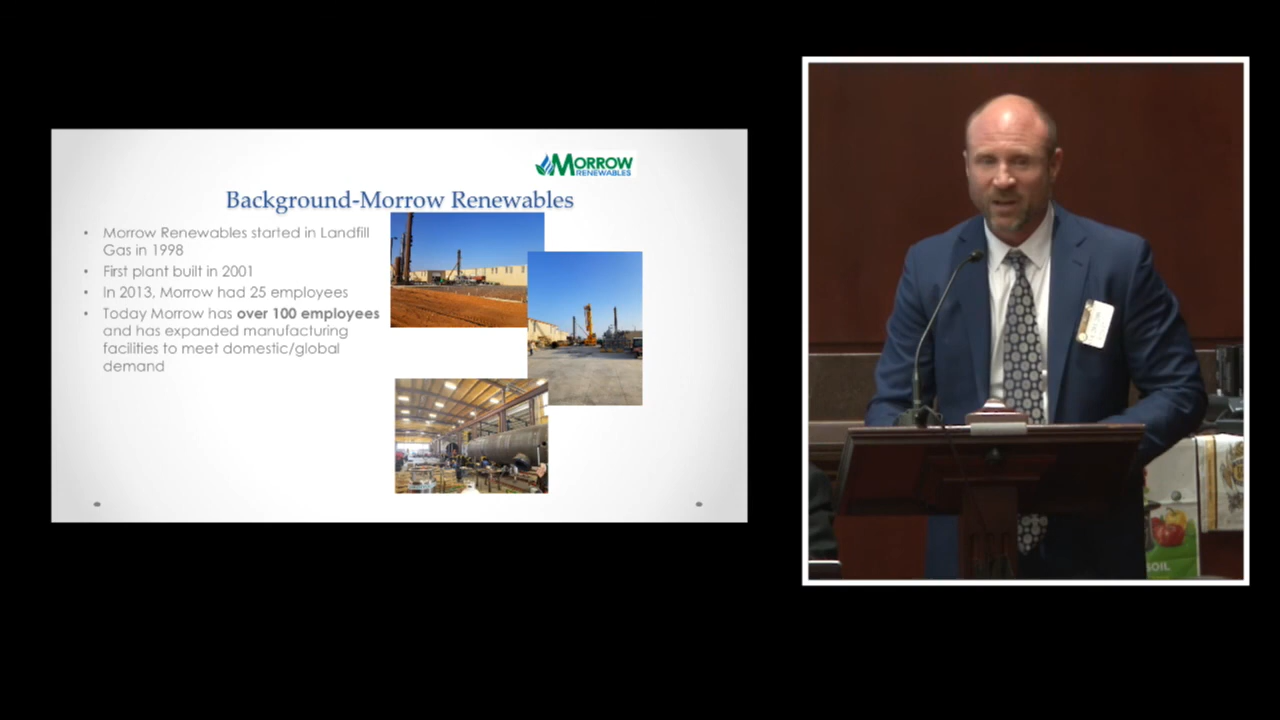 MORROW
RENEWABLES
Background-Morrow Renewables
• Morrow Renewables started in Landfill
Gas in 1998
• First plant built in 2001
• In 2013, Morrow had 25 employees
• Today Morrow has over 100 employees
and has expanded manufacturing
facilities to meet domestic/global
demand
SOIL